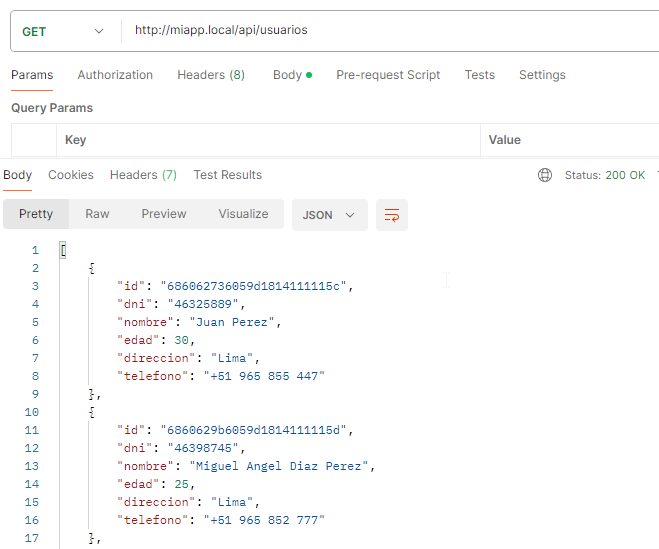 GET http://miapp.local/api/usuarios
Params Authorization Headers (8) Body Pre-request Script Tests Settings
Query Params
Key Value
Body Cookies Headers (7) Test Results Status: 200 OK
Pretty Raw Preview Visualize JSON
1 [
2 {
3 "id": "686062736059d1814111115c",
4 "dni": "46325889",
5 "nombre": "Juan Perez",
6 "edad": 30,
7 "direccion": "Lima",
8 "telefono": "+51 965 855 447"
9 },
10 {
11 "id": "6860629b6059d1814111115d",
12 "dni": "46398745",
13 "nombre": "Miguel Angel Diaz Perez",
14 "edad": 25,
15 "direccion": "Lima",
16 "telefono": "+51 965 852 777"
17 },